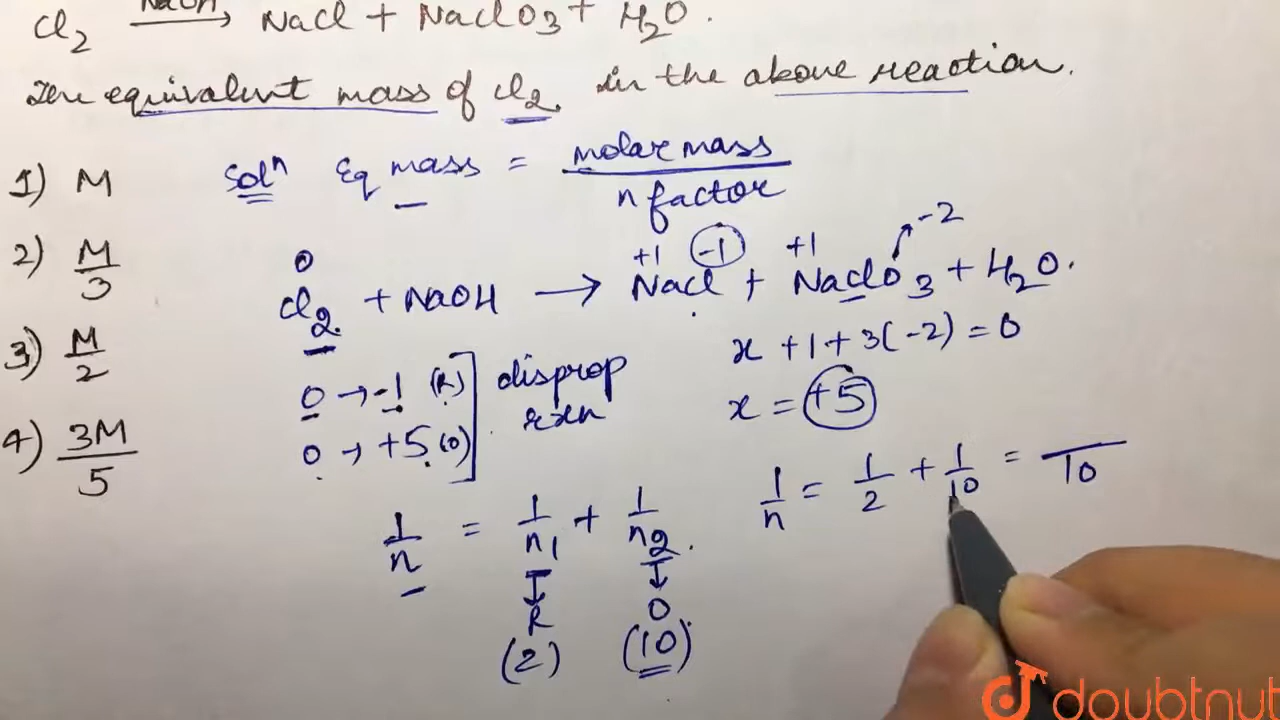 Cl2 NaOH → NaCl + NaClO3 + H2O.
The equivalent mass of Cl2. in the above reaction.
1) M
2) M/3
3) M/2
4) 3M/5
Solⁿ Eq mass = molar mass / n factor
0 +1 -1 +1 -2
Cl2 + NaOH → NaCl + NaClO3 + H2O.
x + 1 + 3(-2) = 0
x = +5
0 → -1 (R)
0 → +5 (O)
disprop
rxn
1/n = 1/n1 + 1/n2.
R O
(2) (10)
1/n = 1/2 + 1/10 = /10
doubtnut